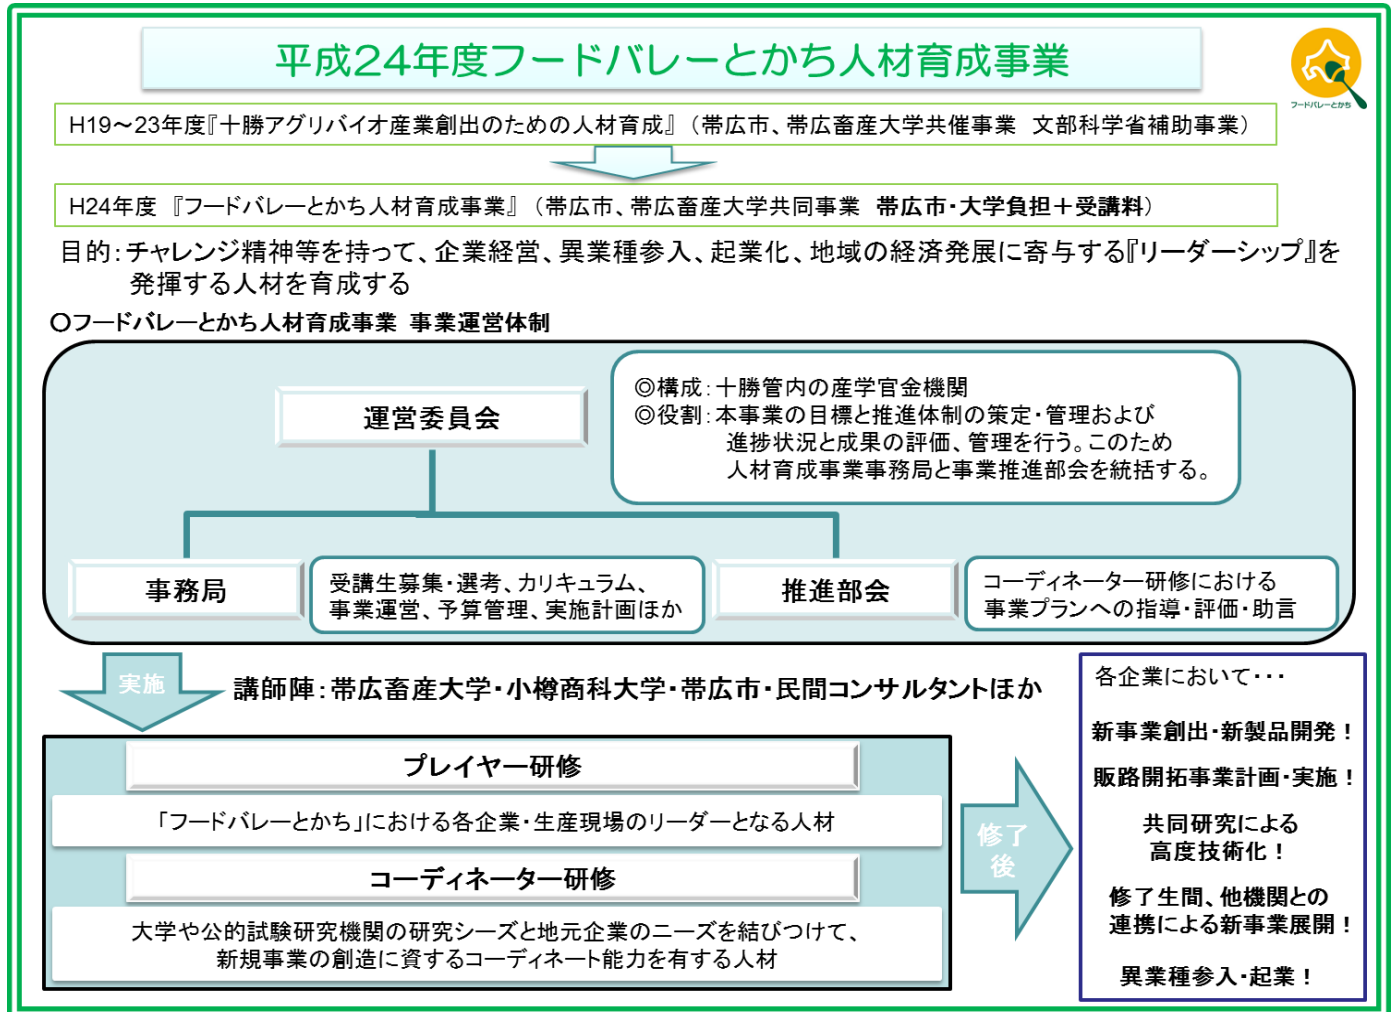 平成24年度フードバレーとかち人材育成事業
フードバレーとかち
H19～23年度『十勝アグリバイオ産業創出のための人材育成』（帯広市、帯広畜産大学共催事業　文部科学省補助事業）
H24年度　『フードバレーとかち人材育成事業』（帯広市、帯広畜産大学共同事業　帯広市・大学負担＋受講料）
目的：チャレンジ精神等を持って、企業経営、異業種参入、起業化、地域の経済発展に寄与する『リーダーシップ』を
発揮する人材を育成する
〇フードバレーとかち人材育成事業 事業運営体制
運営委員会
◎構成：十勝管内の産学官金機関
◎役割：本事業の目標と推進体制の策定・管理および
進捗状況と成果の評価、管理を行う。このため
人材育成事業事務局と事業推進部会を統括する。
事務局
受講生募集・選考、カリキュラム、
事業運営、予算管理、実施計画ほか
推進部会
コーディネーター研修における
事業プランへの指導・評価・助言
実施
講師陣：帯広畜産大学・小樽商科大学・帯広市・民間コンサルタントほか
プレイヤー研修
「フードバレーとかち」における各企業・生産現場のリーダーとなる人材
コーディネーター研修
大学や公的試験研究機関の研究シーズと地元企業のニーズを結びつけて、
新規事業の創造に資するコーディネート能力を有する人材
修了
後
各企業において・・・
新事業創出・新製品開発！
販路開拓事業計画・実施！
共同研究による
高度技術化！
修了生間、他機関との
連携による新事業展開！
異業種参入・起業！